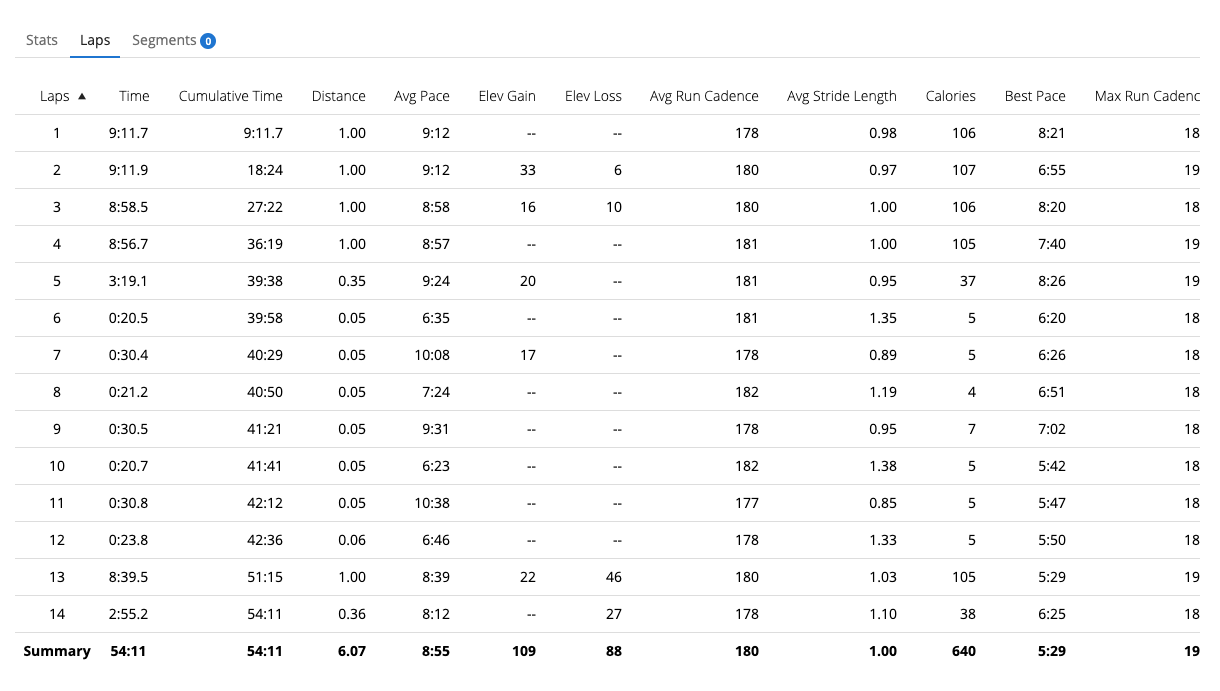 Stats Laps Segments 0
Laps ▲ Time Cumulative Time Distance Avg Pace Elev Gain Elev Loss Avg Run Cadence Avg Stride Length Calories Best Pace Max Run Cadenc
1 9:11.7 9:11.7 1.00 9:12 -- -- 178 0.98 106 8:21 18
2 9:11.9 18:24 1.00 9:12 33 6 180 0.97 107 6:55 19
3 8:58.5 27:22 1.00 8:58 16 10 180 1.00 106 8:20 18
4 8:56.7 36:19 1.00 8:57 -- -- 181 1.00 105 7:40 19
5 3:19.1 39:38 0.35 9:24 20 -- 181 0.95 37 8:26 19
6 0:20.5 39:58 0.05 6:35 -- -- 181 1.35 5 6:20 18
7 0:30.4 40:29 0.05 10:08 17 -- 178 0.89 5 6:26 18
8 0:21.2 40:50 0.05 7:24 -- -- 182 1.19 4 6:51 18
9 0:30.5 41:21 0.05 9:31 -- -- 178 0.95 7 7:02 18
10 0:20.7 41:41 0.05 6:23 -- -- 182 1.38 5 5:42 18
11 0:30.8 42:12 0.05 10:38 -- -- 177 0.85 5 5:47 18
12 0:23.8 42:36 0.06 6:46 -- -- 178 1.33 5 5:50 18
13 8:39.5 51:15 1.00 8:39 22 46 180 1.03 105 5:29 19
14 2:55.2 54:11 0.36 8:12 -- 27 178 1.10 38 6:25 18
Summary 54:11 54:11 6.07 8:55 109 88 180 1.00 640 5:29 19